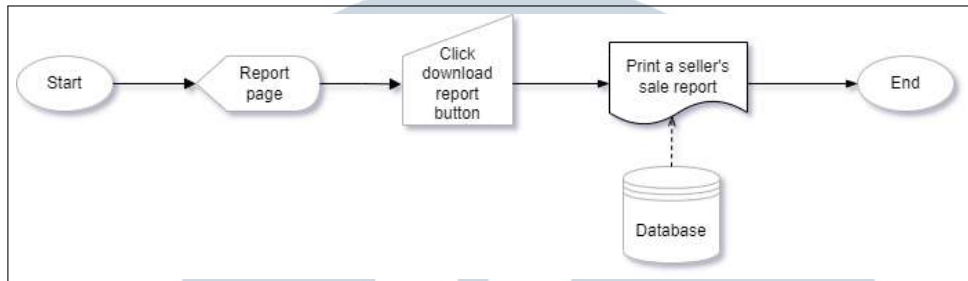 Start
Report
page
Click
download
report
button
Print a seller's
sale report
End
Database